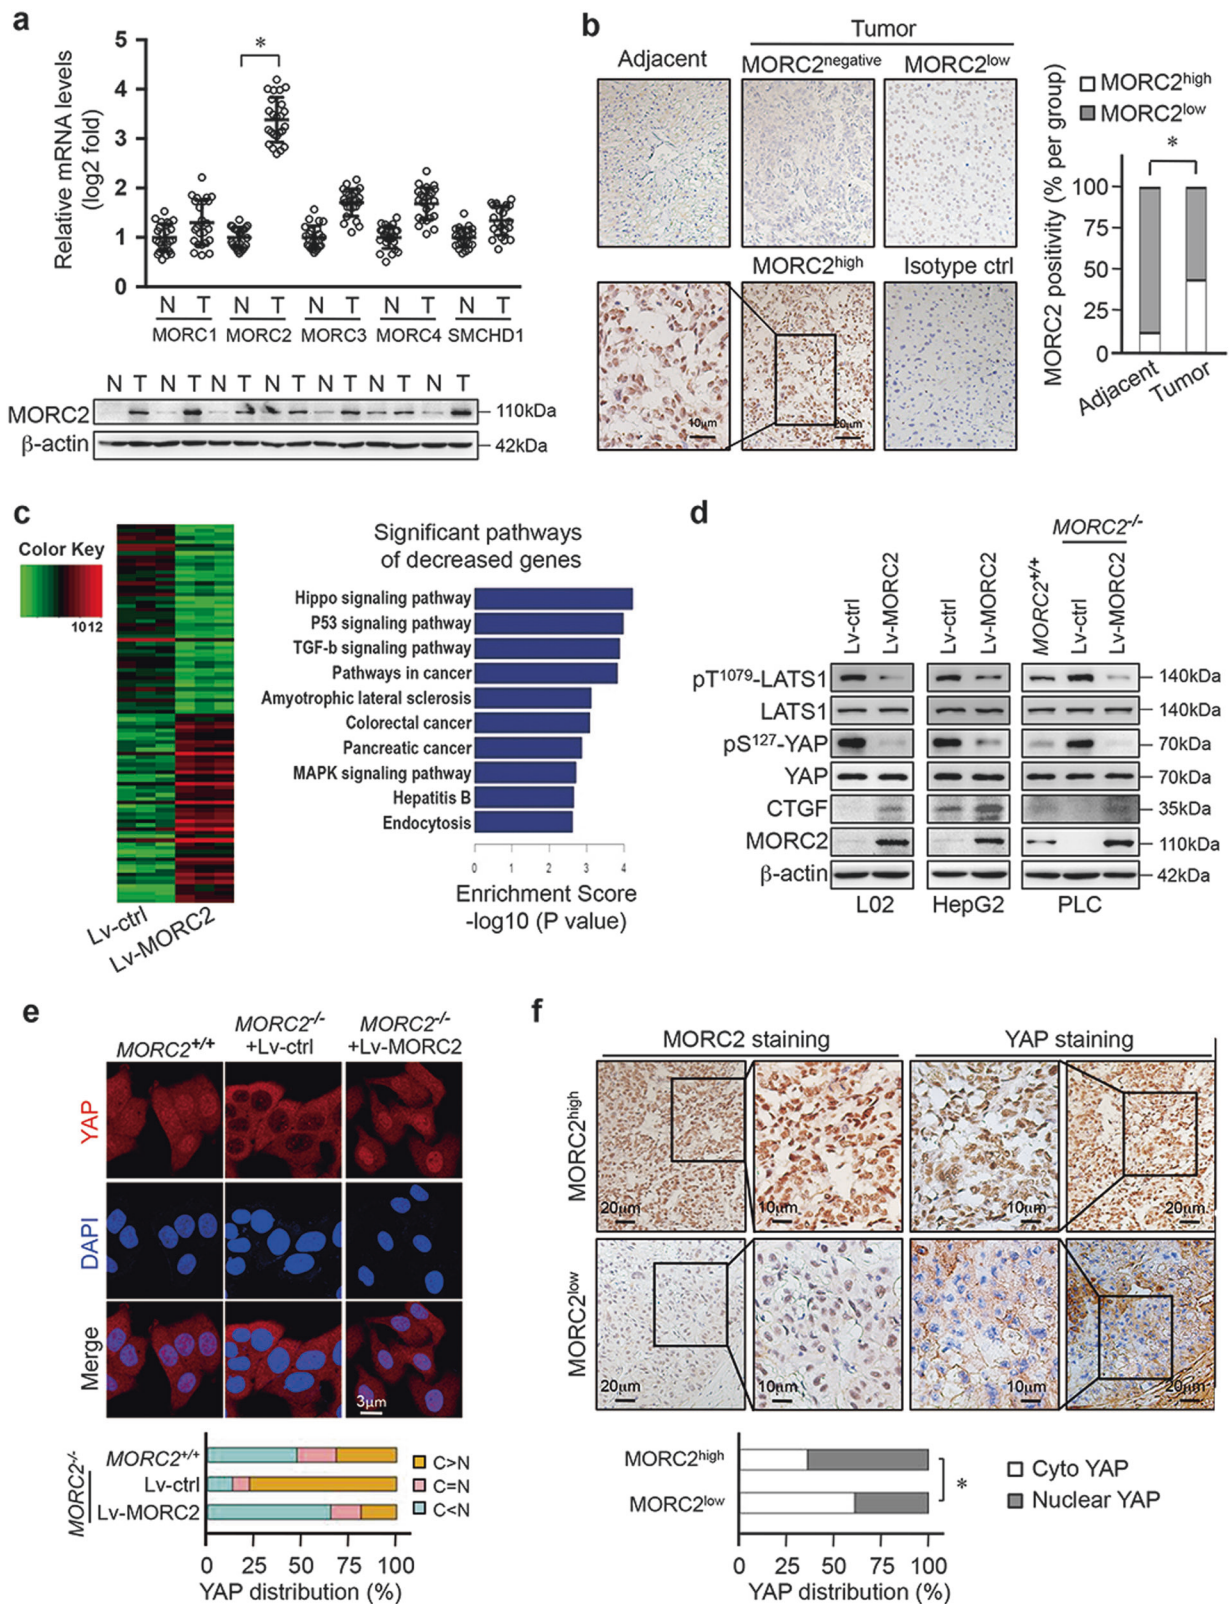 a
Relative mRNA levels
(log2 fold)
5
4
3
2
1
0
*
N T N T N T N T N T
MORC1 MORC2 MORC3 MORC4 SMCHD1
N T N T N T N T N T N T N T
MORC2 110kDa
β-actin 42kDa
b
Tumor
Adjacent MORC2negative MORC2low
MORC2high Isotype ctrl
10μm 20μm
MORC2high
MORC2low
*
MORC2 positivity (% per group)
100
75
50
25
0
Adjacent Tumor
c
Color Key
1012
Lv-ctrl
Lv-MORC2
Significant pathways
of decreased genes
Hippo signaling pathway
P53 signaling pathway
TGF-b signaling pathway
Pathways in cancer
Amyotrophic lateral sclerosis
Colorectal cancer
Pancreatic cancer
MAPK signaling pathway
Hepatitis B
Endocytosis
0 1 2 3 4
Enrichment Score
-log10 (P value)
d
MORC2-/-
Lv-ctrl Lv-MORC2 Lv-ctrl Lv-MORC2 MORC2+/+ Lv-ctrl Lv-MORC2
pT1079-LATS1 140kDa
LATS1 140kDa
pS127-YAP 70kDa
YAP 70kDa
CTGF 35kDa
MORC2 110kDa
β-actin 42kDa
L02 HepG2 PLC
e
MORC2+/+ MORC2-/- +Lv-ctrl MORC2-/- +Lv-MORC2
YAP
DAPI
Merge
3μm
MORC2-/-
MORC2+/+
Lv-ctrl
Lv-MORC2
C>N
C=N
C<N
0 25 50 75 100
YAP distribution (%)
f
MORC2 staining YAP staining
MORC2high
20μm 10μm 10μm 20μm
MORC2low
20μm 10μm 10μm 20μm
MORC2high
MORC2low
*
Cyto YAP
Nuclear YAP
0 25 50 75 100
YAP distribution (%)